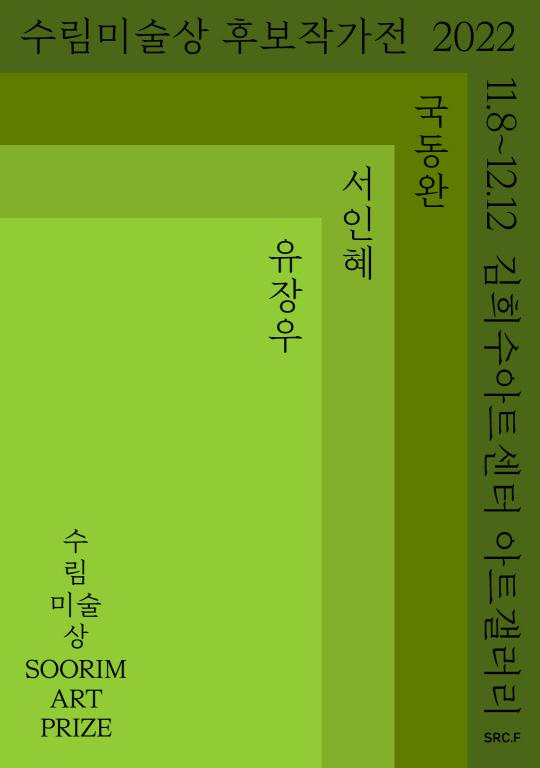 수림미술상 후보작가전 2022
11.8~12.12 김희수아트센터 아트갤러리
국동완
서인혜
유장우
수
림
미술
상
SOORIM
ART
PRIZE
SRC.F